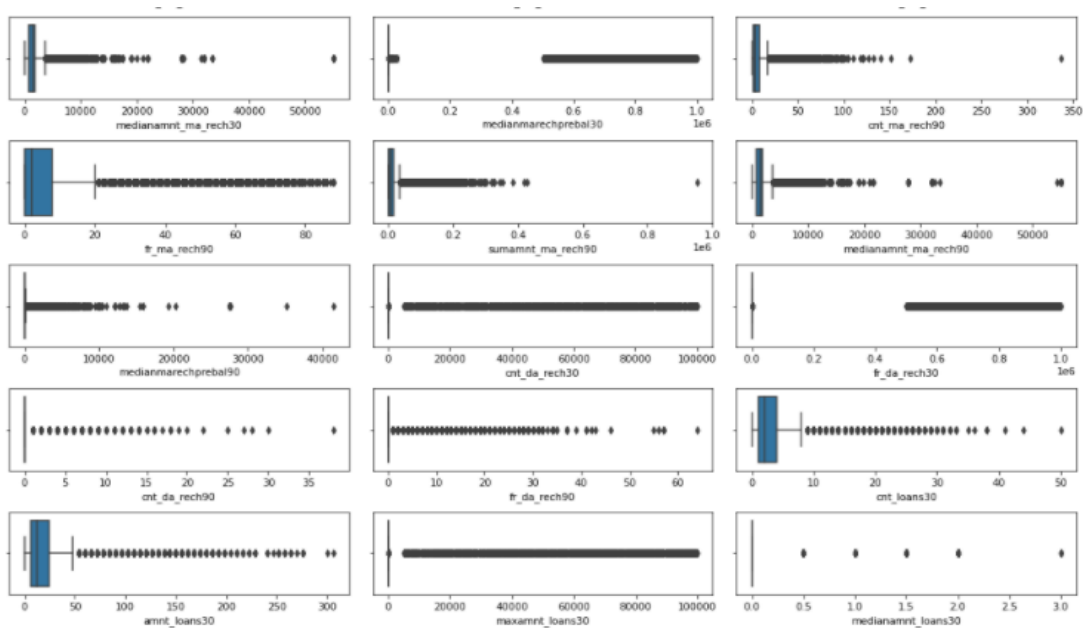 0 10000 20000 30000 40000 50000
medianamnt_ma_rech30
0.0 0.2 0.4 0.6 0.8 1.0
1e6
medianmarechprebal30
50 100 150 200 250 300 350
cnt_ma_rech90
0 20 40 60 80
fr_ma_rech90
0.0 0.2 0.4 0.6 0.8 1.0
1e6
sumamnt_ma_rech90
0 10000 20000 30000 40000 50000
medianamnt_ma_rech90
0 10000 20000 30000 40000
medianmarechprebal90
0 20000 40000 60000 80000 100000
cnt_da_rech30
0.0 0.2 0.4 0.6 0.8 1.0
1e6
fr_da_rech30
0 5 10 15 20 25 30 35
cnt_da_rech90
0 10 20 30 40 50 60
fr_da_rech90
0 10 20 30 40 50
cnt_loans30
0 50 100 150 200 250 300
amnt_loans30
0 20000 40000 60000 80000 100000
maxamnt_loans30
0.0 0.5 1.0 1.5 2.0 2.5 3.0
medianamnt_loans30